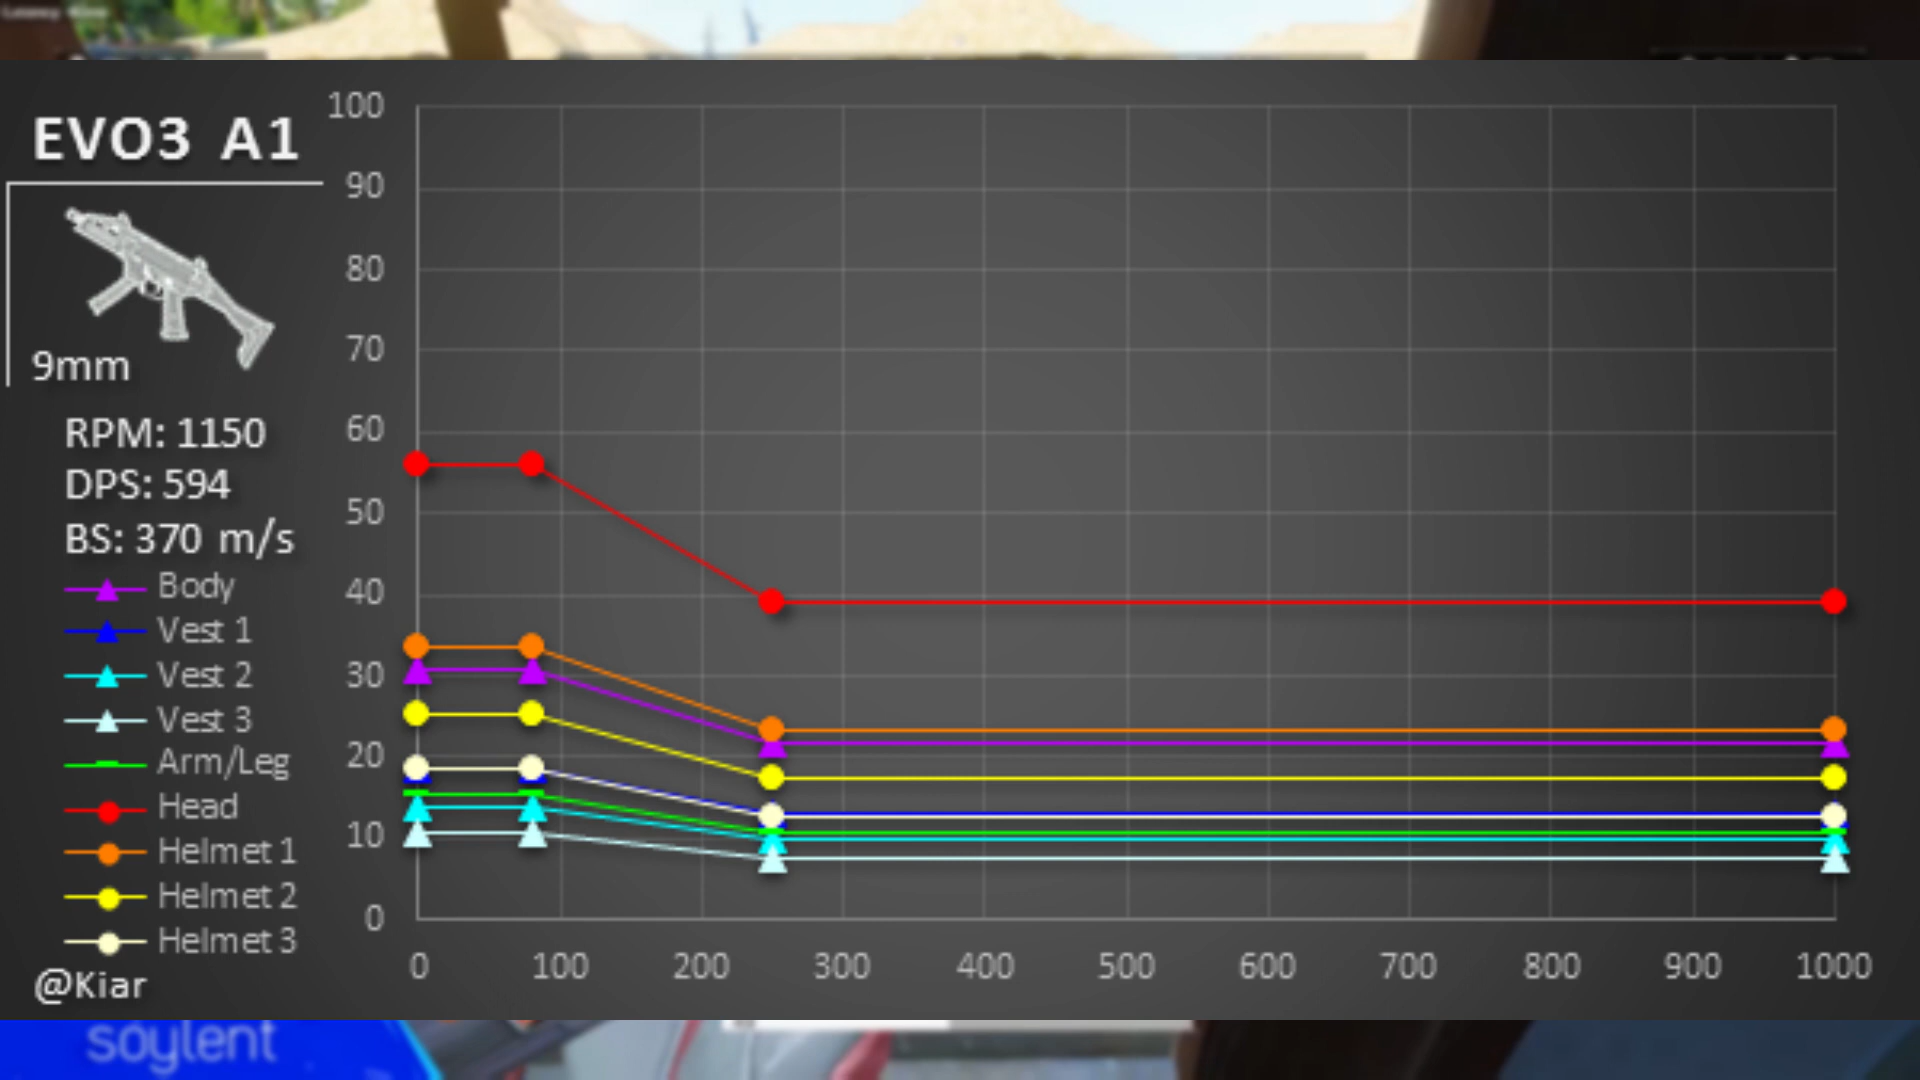 EVO3 A1
9mm
RPM: 1150
DPS: 594
BS: 370 m/s
Body
Vest 1
Vest 2
Vest 3
Arm/Leg
Head
Helmet 1
Helmet 2
Helmet 3
@Kiar
100
90
80
70
60
50
40
30
20
10
0
0 100 200 300 400 500 600 700 800 900 1000
soylent